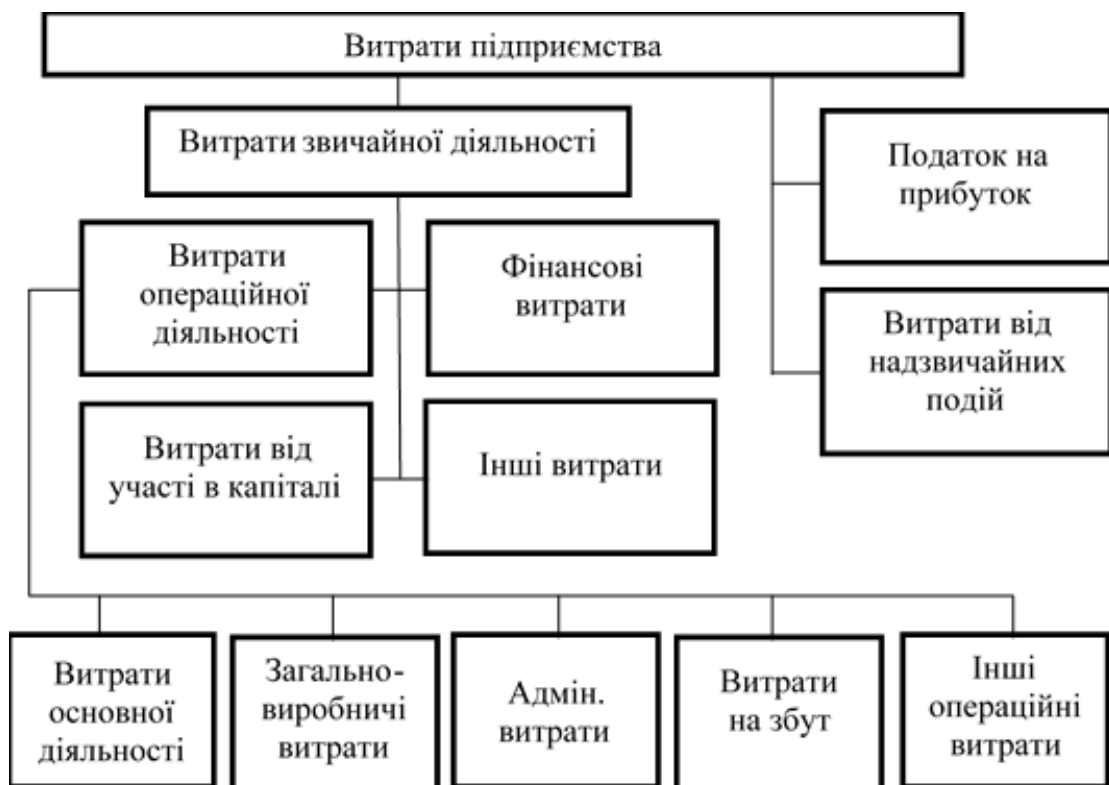 Витрати підприємства
Витрати звичайної діяльності
Податок на
прибуток
Витрати
операційної
діяльності
Фінансові
витрати
Витрати від
надзвичайних
подій
Витрати від
участі в капіталі
Інші витрати
Витрати
основної
діяльності
Загально-
виробничі
витрати
Адмін.
витрати
Витрати
на збут
Інші
операційні
витрати